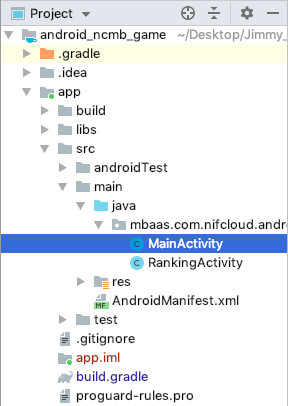 Project
android_ncmb_game ~/Desktop/Jimmy_
.gradle
.idea
app
build
libs
src
androidTest
main
java
mbaas.com.nifcloud.andr
C MainActivity
C RankingActivity
res
MF AndroidManifest.xml
test
.gitignore
app.iml
build.gradle
proguard-rules.pro